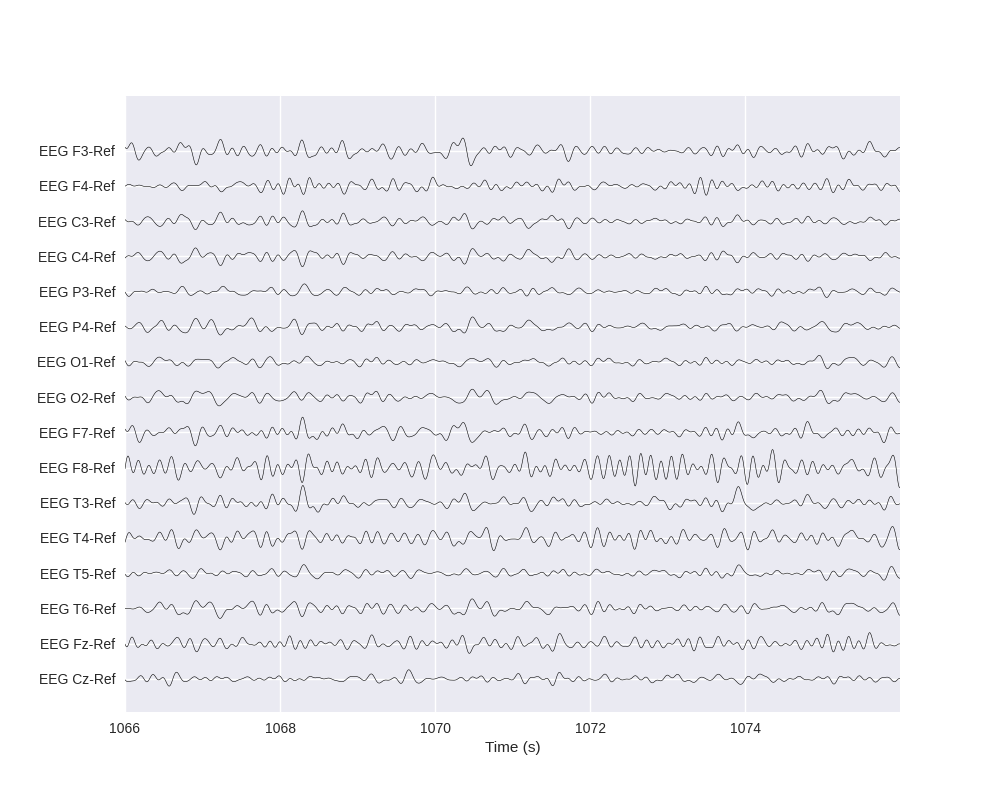 EEG F3-Ref
EEG F4-Ref
EEG C3-Ref
EEG C4-Ref
EEG P3-Ref
EEG P4-Ref
EEG O1-Ref
EEG O2-Ref
EEG F7-Ref
EEG F8-Ref
EEG T3-Ref
EEG T4-Ref
EEG T5-Ref
EEG T6-Ref
EEG Fz-Ref
EEG Cz-Ref
1066 1068 1070 1072 1074
Time (s)